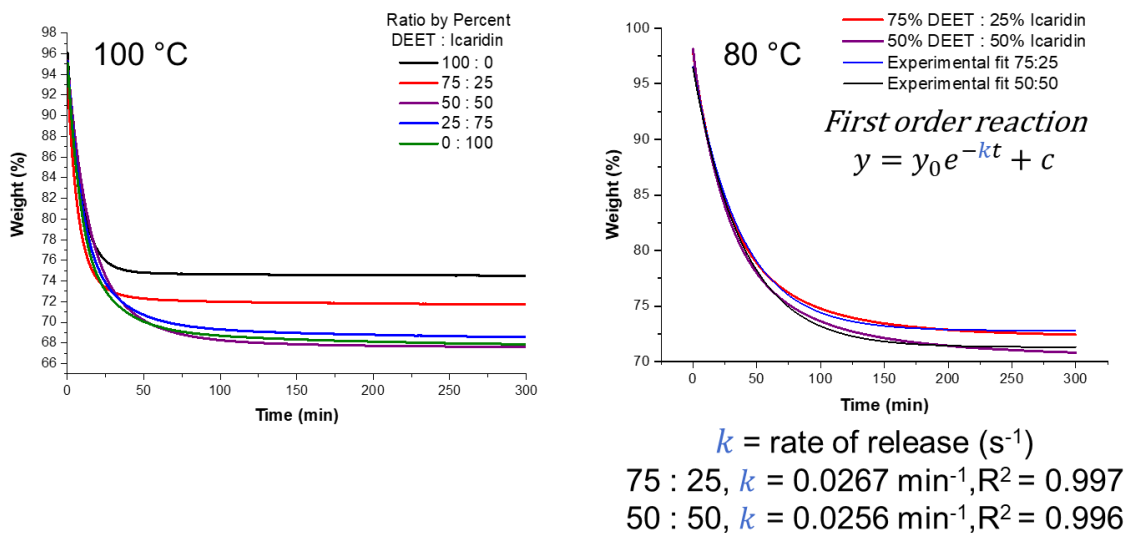 Ratio by Percent
DEET : Icaridin
100 : 0
75 : 25
50 : 50
25 : 75
0 : 100
100 °C
98
96
94
92
90
88
86
84
82
80
78
76
74
72
70
68
66
Weight (%)
0
50
100
150
200
250
300
Time (min)
75% DEET : 25% Icaridin
50% DEET : 50% Icaridin
Experimental fit 75:25
Experimental fit 50:50
80 °C
First order reaction
y = y₀e⁻ᵏᵗ + c
100
95
90
85
80
75
70
Weight (%)
0
50
100
150
200
250
300
Time (min)
k = rate of release (s⁻¹)
75 : 25, k = 0.0267 min⁻¹,R² = 0.997
50 : 50, k = 0.0256 min⁻¹,R² = 0.996